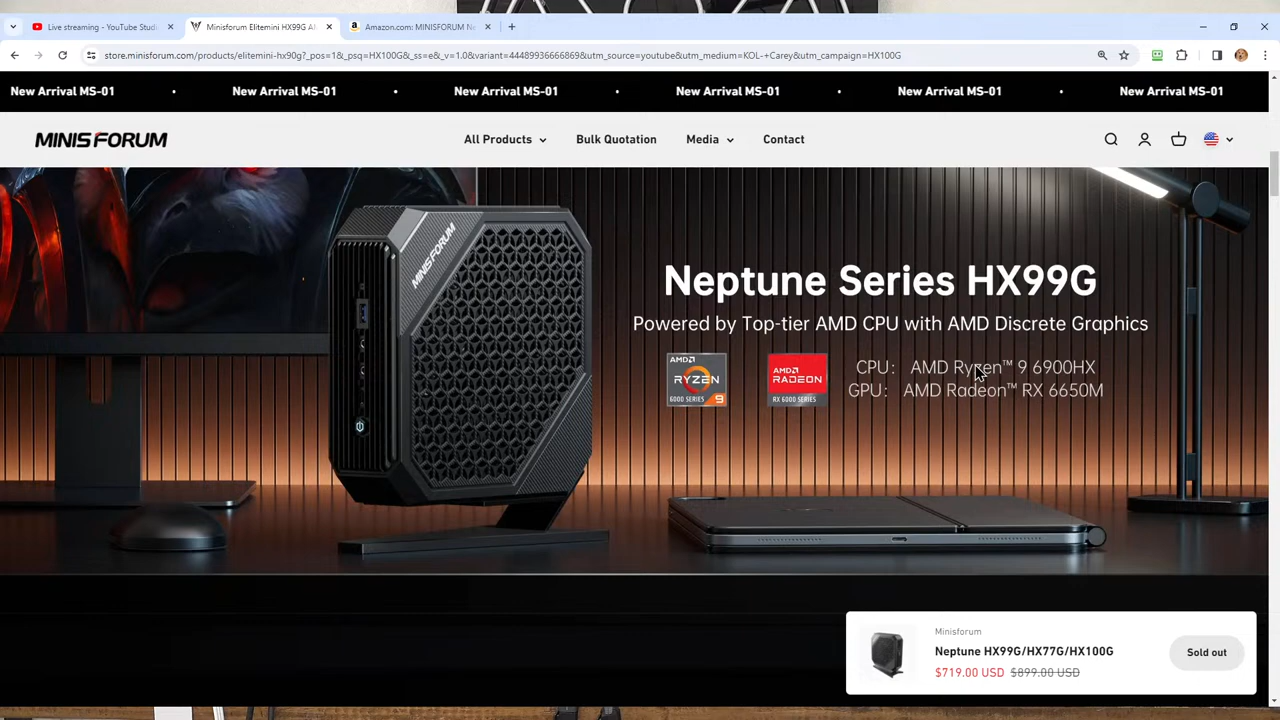 Live streaming - YouTube Studi
Minisforum Elitemini HX99G A
Amazon.com: MINISFORUM Ne
store.minisforum.com/products/elitemini-hx90g?_pos=1&_psq=HX100G&_ss=e&_v=1.0&variant=44489936666869&utm_source=youtube&utm_medium=KOL-+Carey&utm_campaign=HX100G
New Arrival MS-01 • New Arrival MS-01 • New Arrival MS-01 • New Arrival MS-01 • New Arrival MS-01 • New Arrival MS-01
MINISFORUM
All Products
Bulk Quotation
Media
Contact
MINISFORUM
Neptune Series HX99G
Powered by Top-tier AMD CPU with AMD Discrete Graphics
AMD
RYZEN
6000 SERIES 9
AMD
RADEON
RX 6000 SERIES
CPU: AMD Ryzen™ 9 6900HX
GPU: AMD Radeon™ RX 6650M
Minisforum
Neptune HX99G/HX77G/HX100G
$719.00 USD $899.00 USD
Sold out